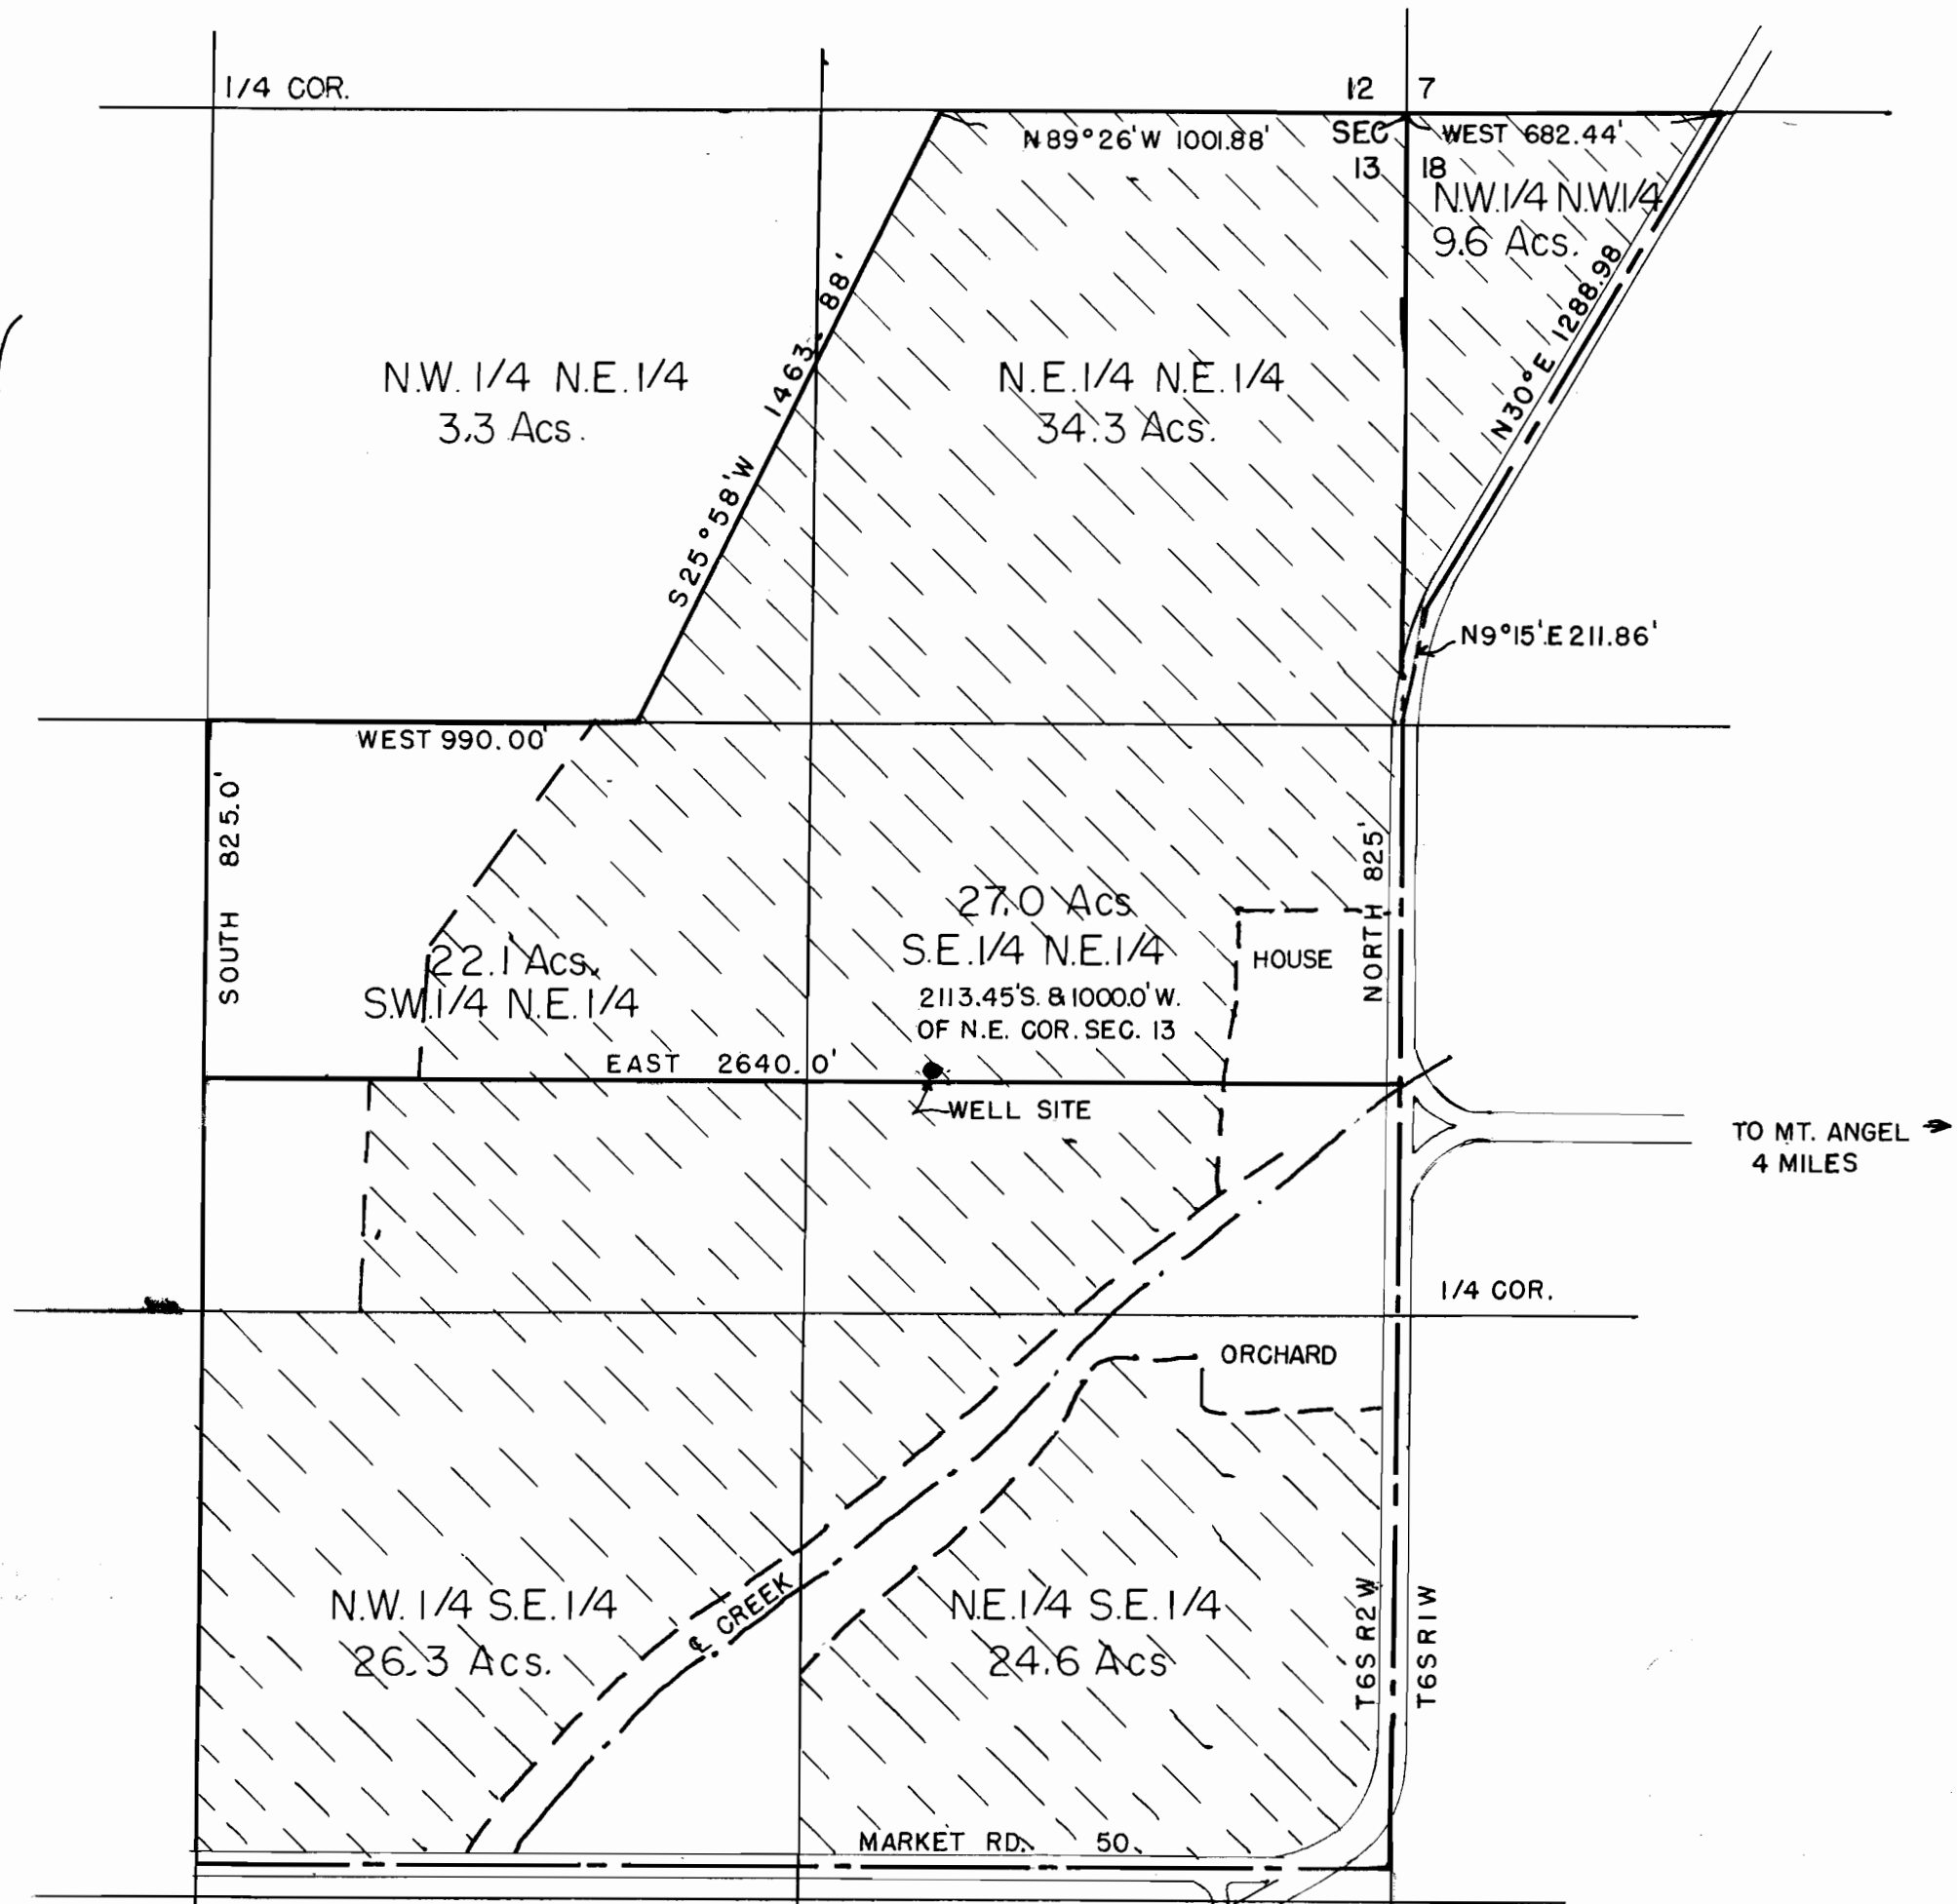 1/4 COR.
12 7
SEC
13 18
N89°26'W 1001.88'
WEST 682.44'
N.W.1/4 N.W.1/4
9.6 Acs.
N.W. 1/4 N.E.1/4
3.3 Acs.
S25°58'W 1463.88'
N.E.1/4 N.E.1/4
34.3 Acs.
N30°E 1288.98
N9°15'E 211.86'
WEST 990.00'
SOUTH 825.0'
22.1 Acs.
S.W.1/4 N.E.1/4
27.0 Acs
S.E.1/4 N.E.1/4
2113.45'S. & 1000.0' W.
OF N.E. COR. SEC. 13
HOUSE
NORTH 825'
EAST 2640.0'
WELL SITE
TO MT. ANGEL
4 MILES
1/4 COR.
ORCHARD
N.W. 1/4 S.E. 1/4
26.3 Acs.
℄ CREEK
N.E.1/4 S.E.1/4
24.6 Acs
T6S R2W
T6S R1W
MARKET RD. 50.